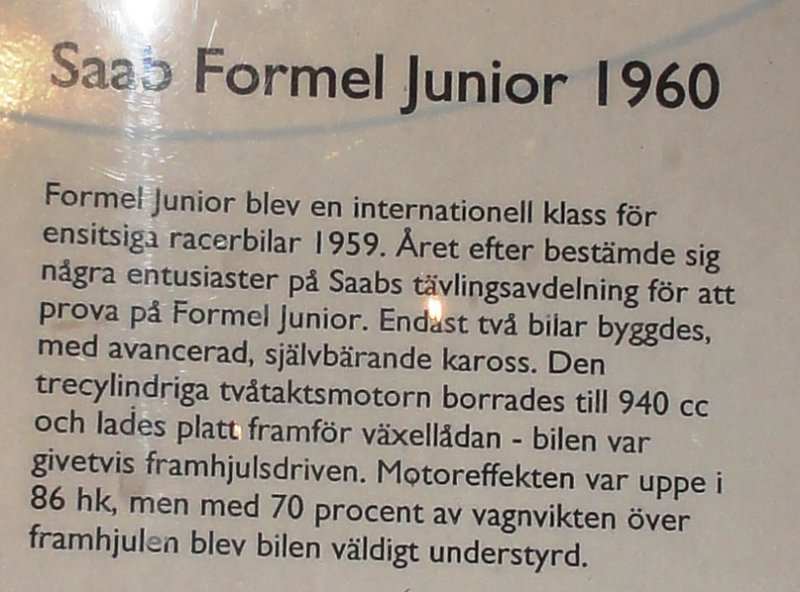 Saab Formel Junior 1960
Formel Junior blev en internationell klass för
ensitsiga racerbilar 1959. Året efter bestämde sig
några entusiaster på Saabs tävlingsavdelning för att
prova på Formel Junior. Endast två bilar byggdes,
med avancerad, självbärande kaross. Den
trecylindriga tvåtaktsmotorn borrades till 940 cc
och lades platt framför växellådan - bilen var
givetvis framhjulsdriven. Motoreffekten var uppe i
86 hk, men med 70 procent av vagnvikten över
framhjulen blev bilen väldigt understyrd.